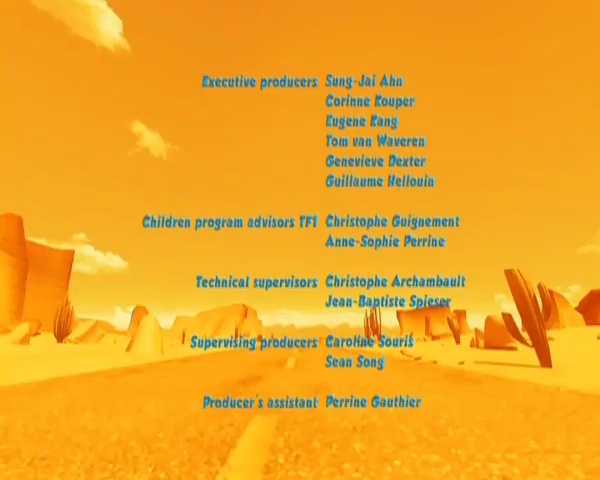 Executive producers Sung-Jai Ahn
Corinne Kouper
Eugene Kang
Tom van Waveren
Genevieve Dexter
Guillaume Hellouin
Children program advisors TF1 Christophe Guignement
Anne-Sophie Perrine
Technical supervisors Christophe Archambault
Jean-Baptiste Spieser
Supervising producers Caroline Souris
Sean Song
Producer's assistant Perrine Gauthier